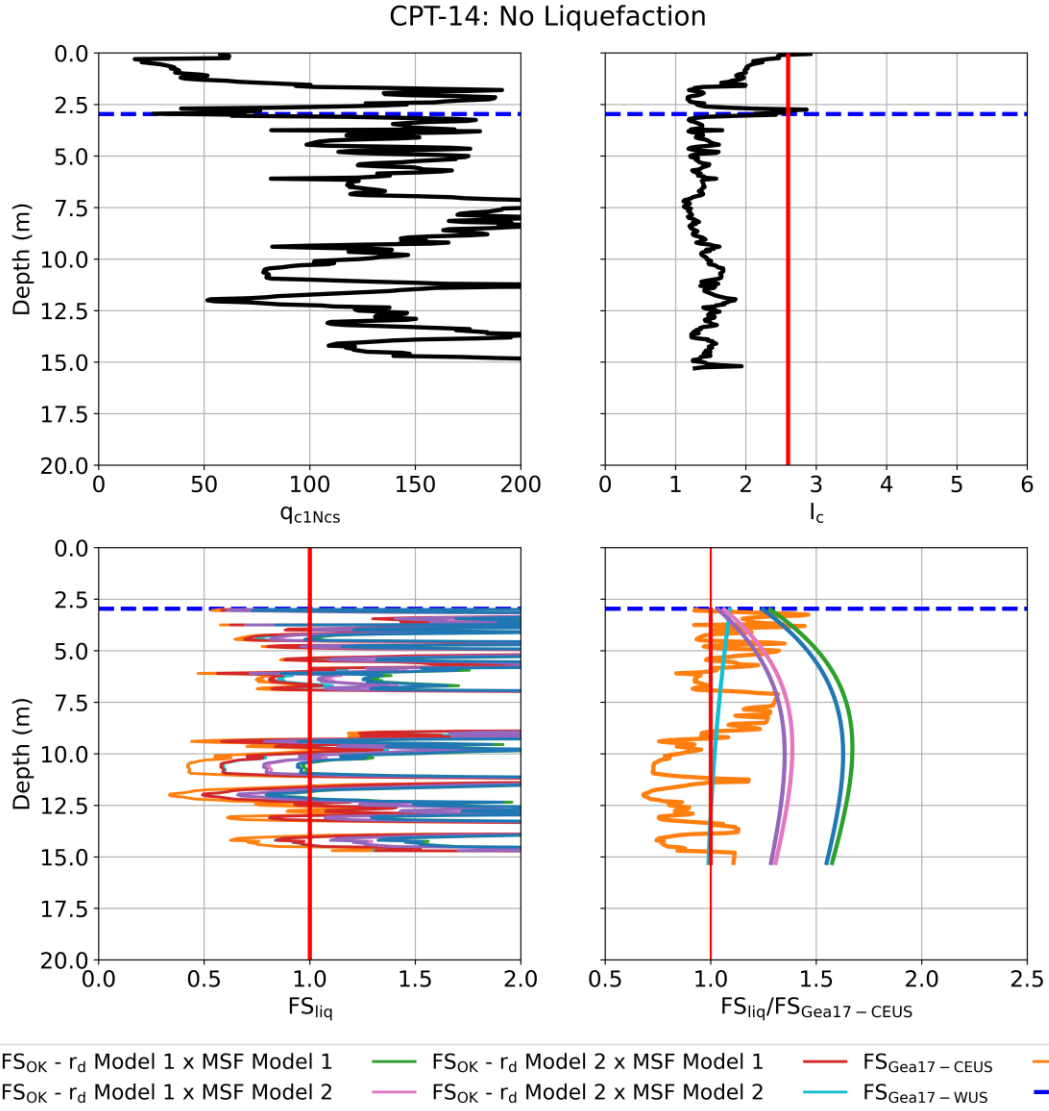 CPT-14: No Liquefaction
0.0
2.5
5.0
7.5
10.0
12.5
15.0
17.5
20.0
Depth (m)
0 50 100 150 200
qc1Ncs
0 1 2 3 4 5 6
Ic
0.0
2.5
5.0
7.5
10.0
12.5
15.0
17.5
20.0
Depth (m)
0.0 0.5 1.0 1.5 2.0
FSliq
0.5 1.0 1.5 2.0 2.5
FSliq/FSGea17 − CEUS
FSOK - rd Model 1 x MSF Model 1 FSOK - rd Model 2 x MSF Model 1 FSGea17 − CEUS
FSOK - rd Model 1 x MSF Model 2 FSOK - rd Model 2 x MSF Model 2 FSGea17 − WUS